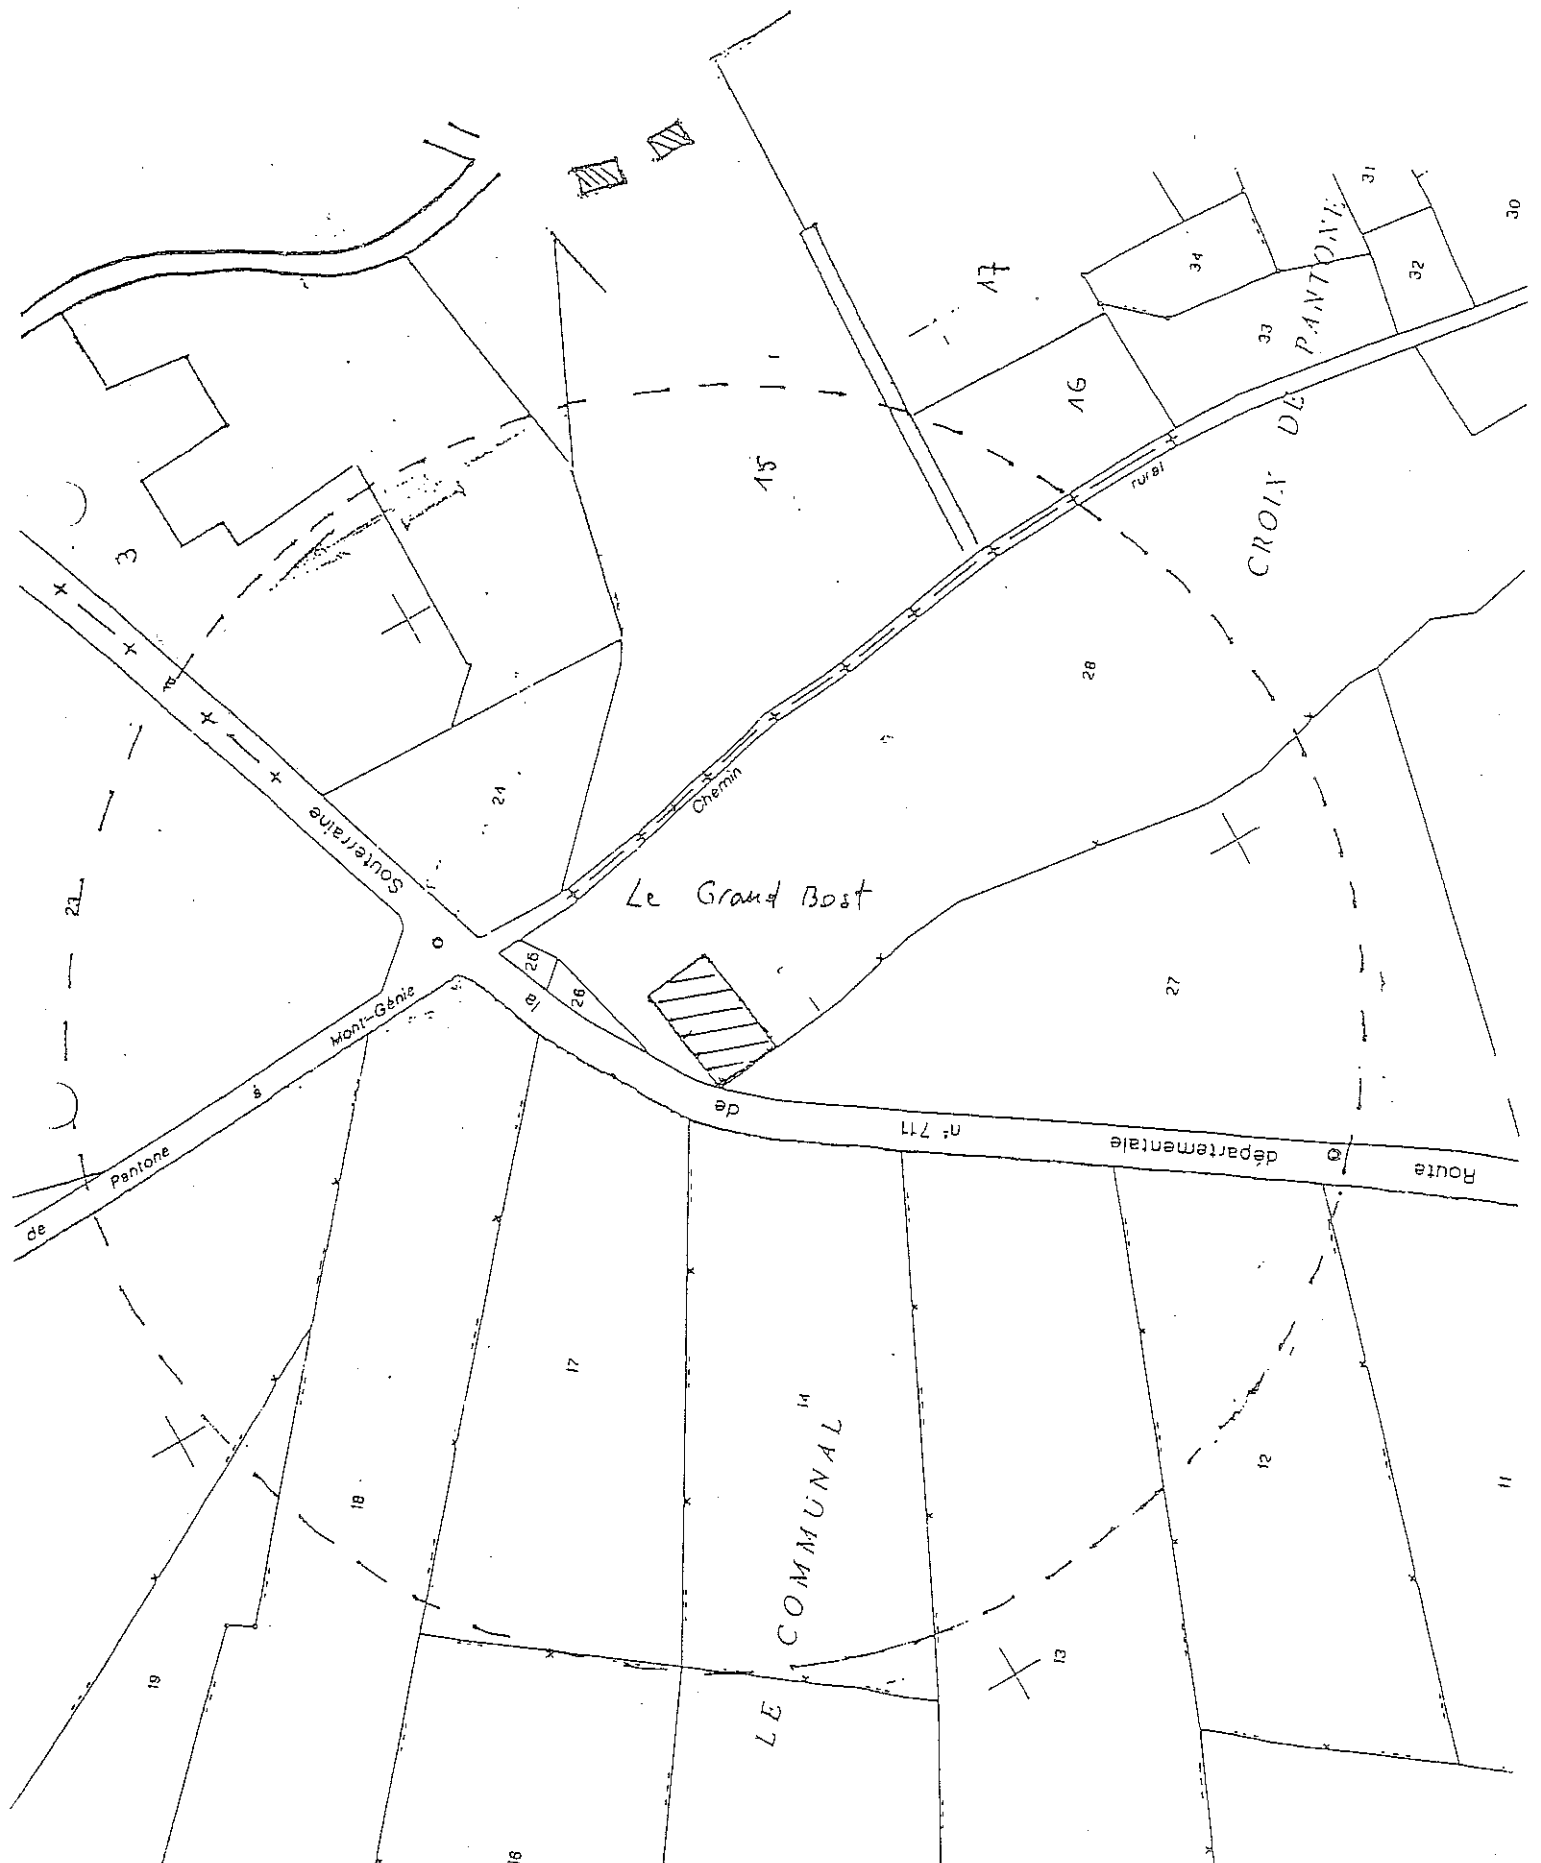 31
30
34
32
17
33
CROIX DE PANTONE
16
15
rural
3
28
21
Chemin
Souterraine
Le Grand Bost
23
26
26
la
27
Mont-Génie
à
de
n° 711
départementale
Route
Pantone
de
17
LE COMMUNAL
14
12
11
18
13
19
16